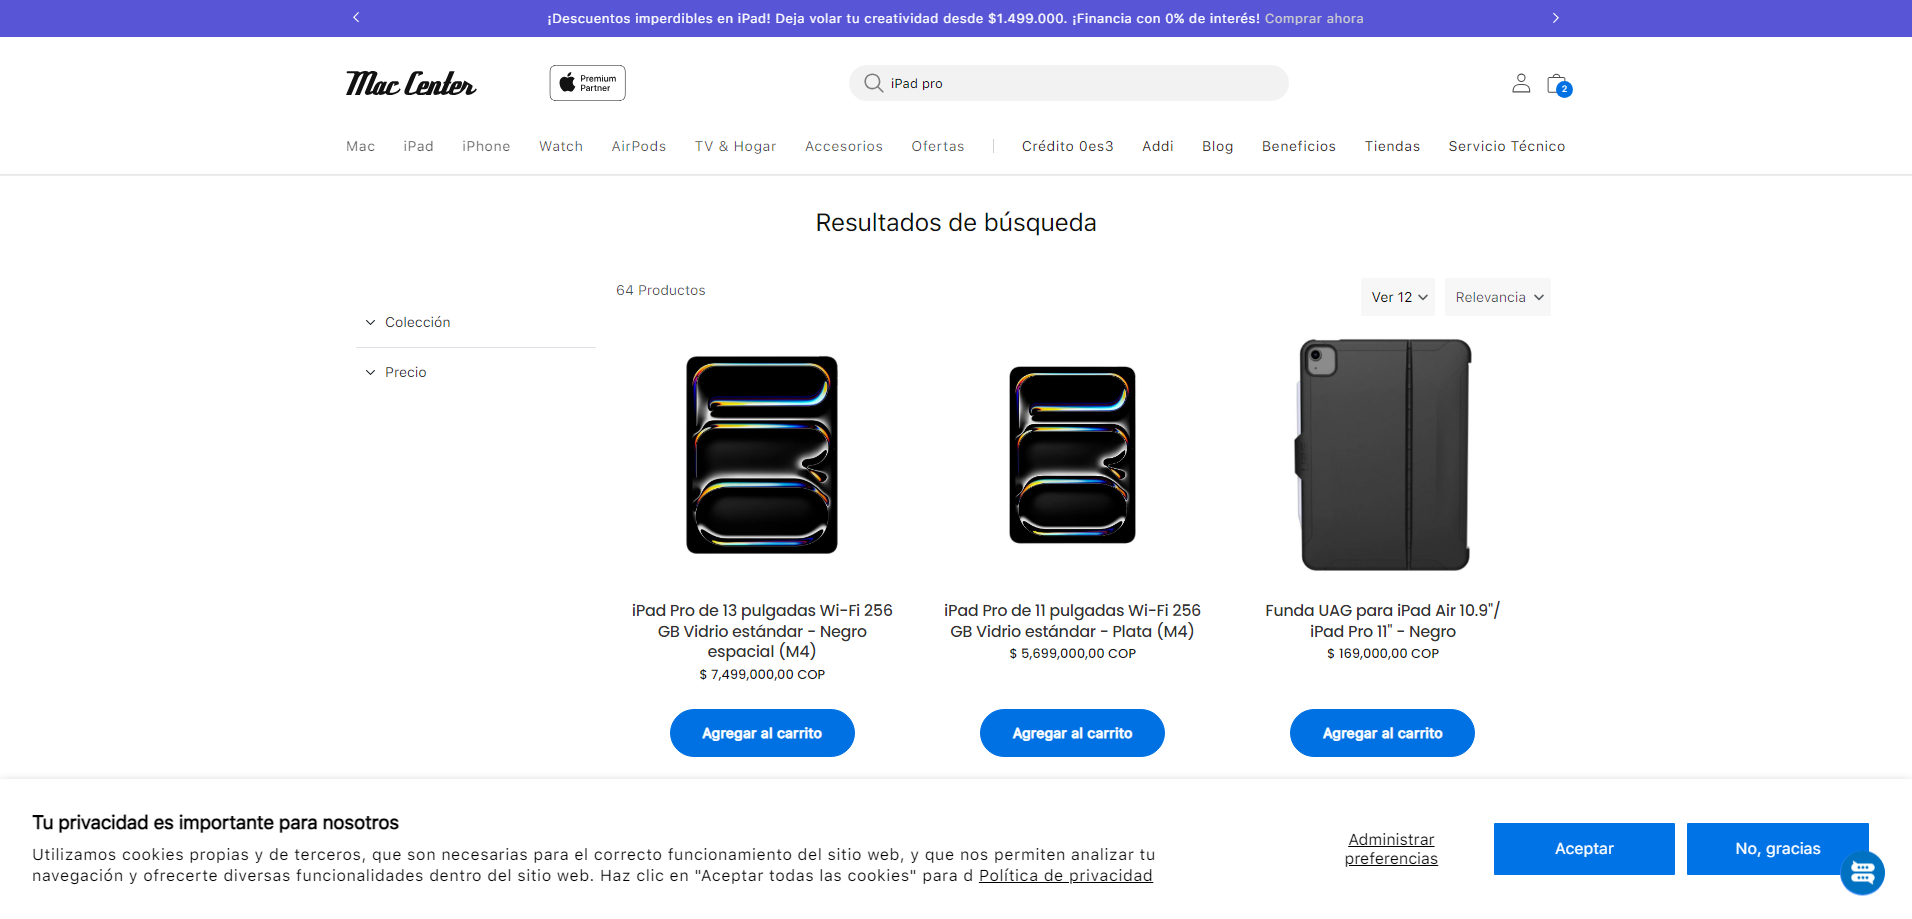 ¡Descuentos imperdibles en iPad! Deja volar tu creatividad desde $1.499.000. ¡Financia con 0% de interés! Comprar ahora
Mac Center
Premium
Partner
iPad pro
2
Mac iPad iPhone Watch AirPods TV & Hogar Accesorios Ofertas Crédito 0es3 Addi Blog Beneficios Tiendas Servicio Técnico
Resultados de búsqueda
64 Productos
Ver 12
Relevancia
Colección
Precio
iPad Pro de 13 pulgadas Wi-Fi 256
GB Vidrio estándar - Negro
espacial (M4)
$ 7,499,000,00 COP
Agregar al carrito
iPad Pro de 11 pulgadas Wi-Fi 256
GB Vidrio estándar - Plata (M4)
$ 5,699,000,00 COP
Agregar al carrito
Funda UAG para iPad Air 10.9"/
iPad Pro 11" - Negro
$ 169,000,00 COP
Agregar al carrito
Tu privacidad es importante para nosotros
Utilizamos cookies propias y de terceros, que son necesarias para el correcto funcionamiento del sitio web, y que nos permiten analizar tu
navegación y ofrecerte diversas funcionalidades dentro del sitio web. Haz clic en "Aceptar todas las cookies" para d Política de privacidad
Administrar
preferencias
Aceptar
No, gracias